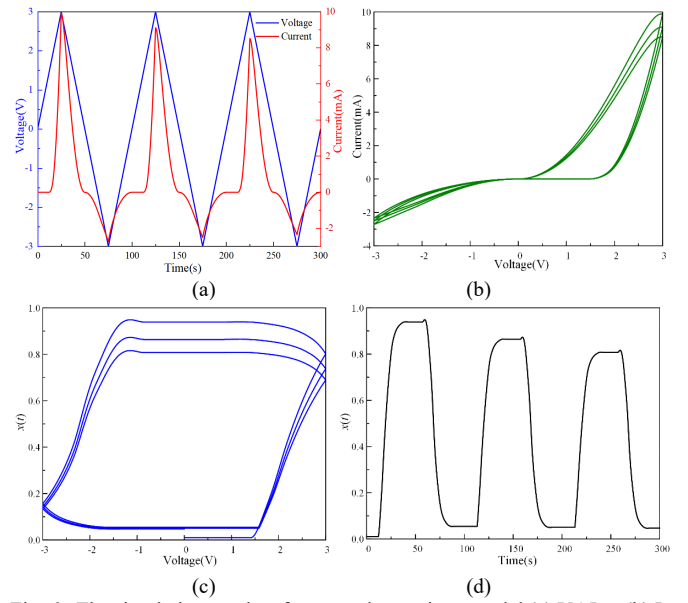 Voltage
Current
Voltage(V)
3
2
1
0
-1
-2
-3
10
8
6
4
2
0
-2
Current(mA)
0 50 100 150 200 250 300
Time(s)
(a)
Current(mA)
10
8
6
4
2
0
-2
-4
-3 -2 -1 0 1 2 3
Voltage(V)
(b)
x(t)
1.0
0.8
0.6
0.4
0.2
0.0
-3 -2 -1 0 1 2 3
Voltage(V)
(c)
x(t)
1.0
0.8
0.6
0.4
0.2
0.0
0 50 100 150 200 250 300
Time(s)
(d)